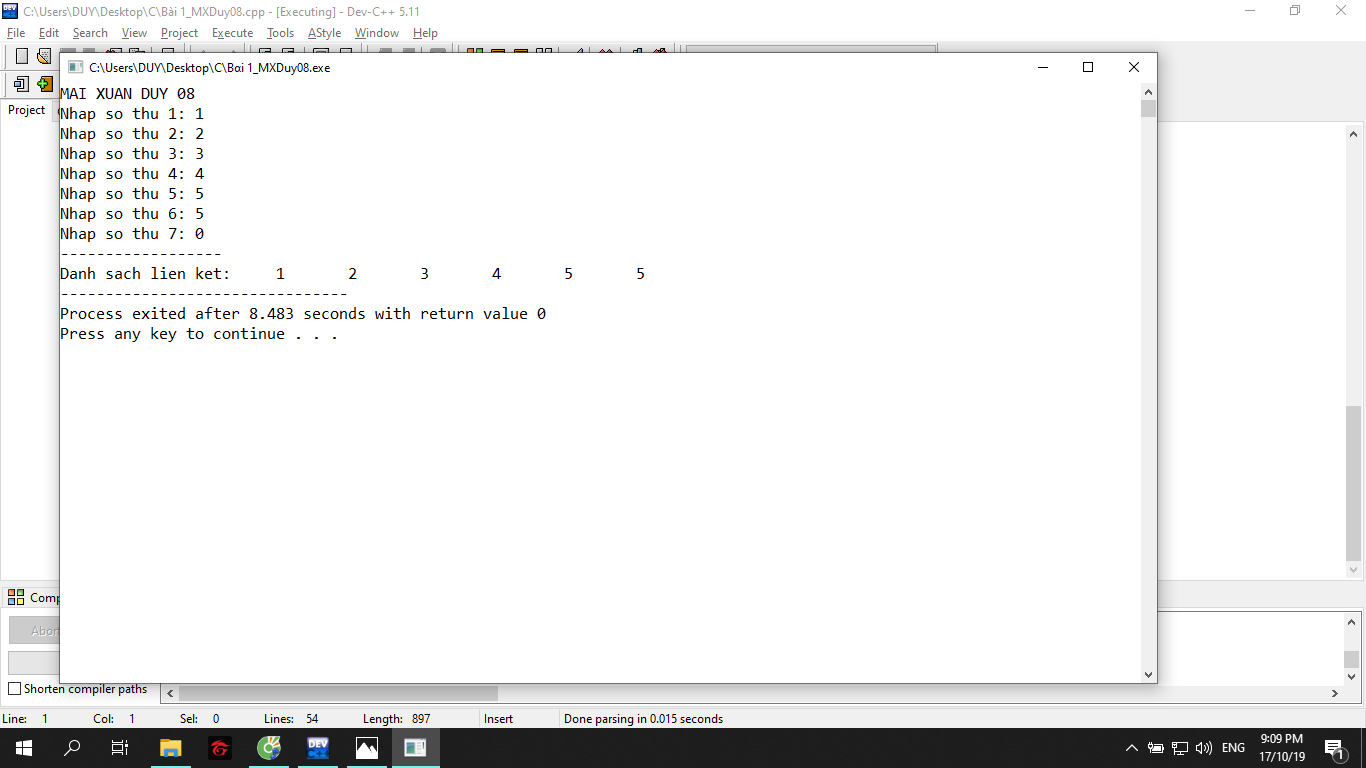 C:\Users\DUY\Desktop\C\Bài 1_MXDuy08.cpp - [Executing] - Dev-C++ 5.11
File Edit Search View Project Execute Tools AStyle Window Help
C:\Users\DUY\Desktop\C\Bai 1_MXDuy08.exe
Project
MAI XUAN DUY 08
Nhap so thu 1: 1
Nhap so thu 2: 2
Nhap so thu 3: 3
Nhap so thu 4: 4
Nhap so thu 5: 5
Nhap so thu 6: 5
Nhap so thu 7: 0
------------------
Danh sach lien ket: 1 2 3 4 5 5
--------------------------------
Process exited after 8.483 seconds with return value 0
Press any key to continue . . .
Comp
Abort
Shorten compiler paths
Line: 1 Col: 1 Sel: 0 Lines: 54 Length: 897 Insert Done parsing in 0.015 seconds
DEV
ENG
9:09 PM
17/10/19
1